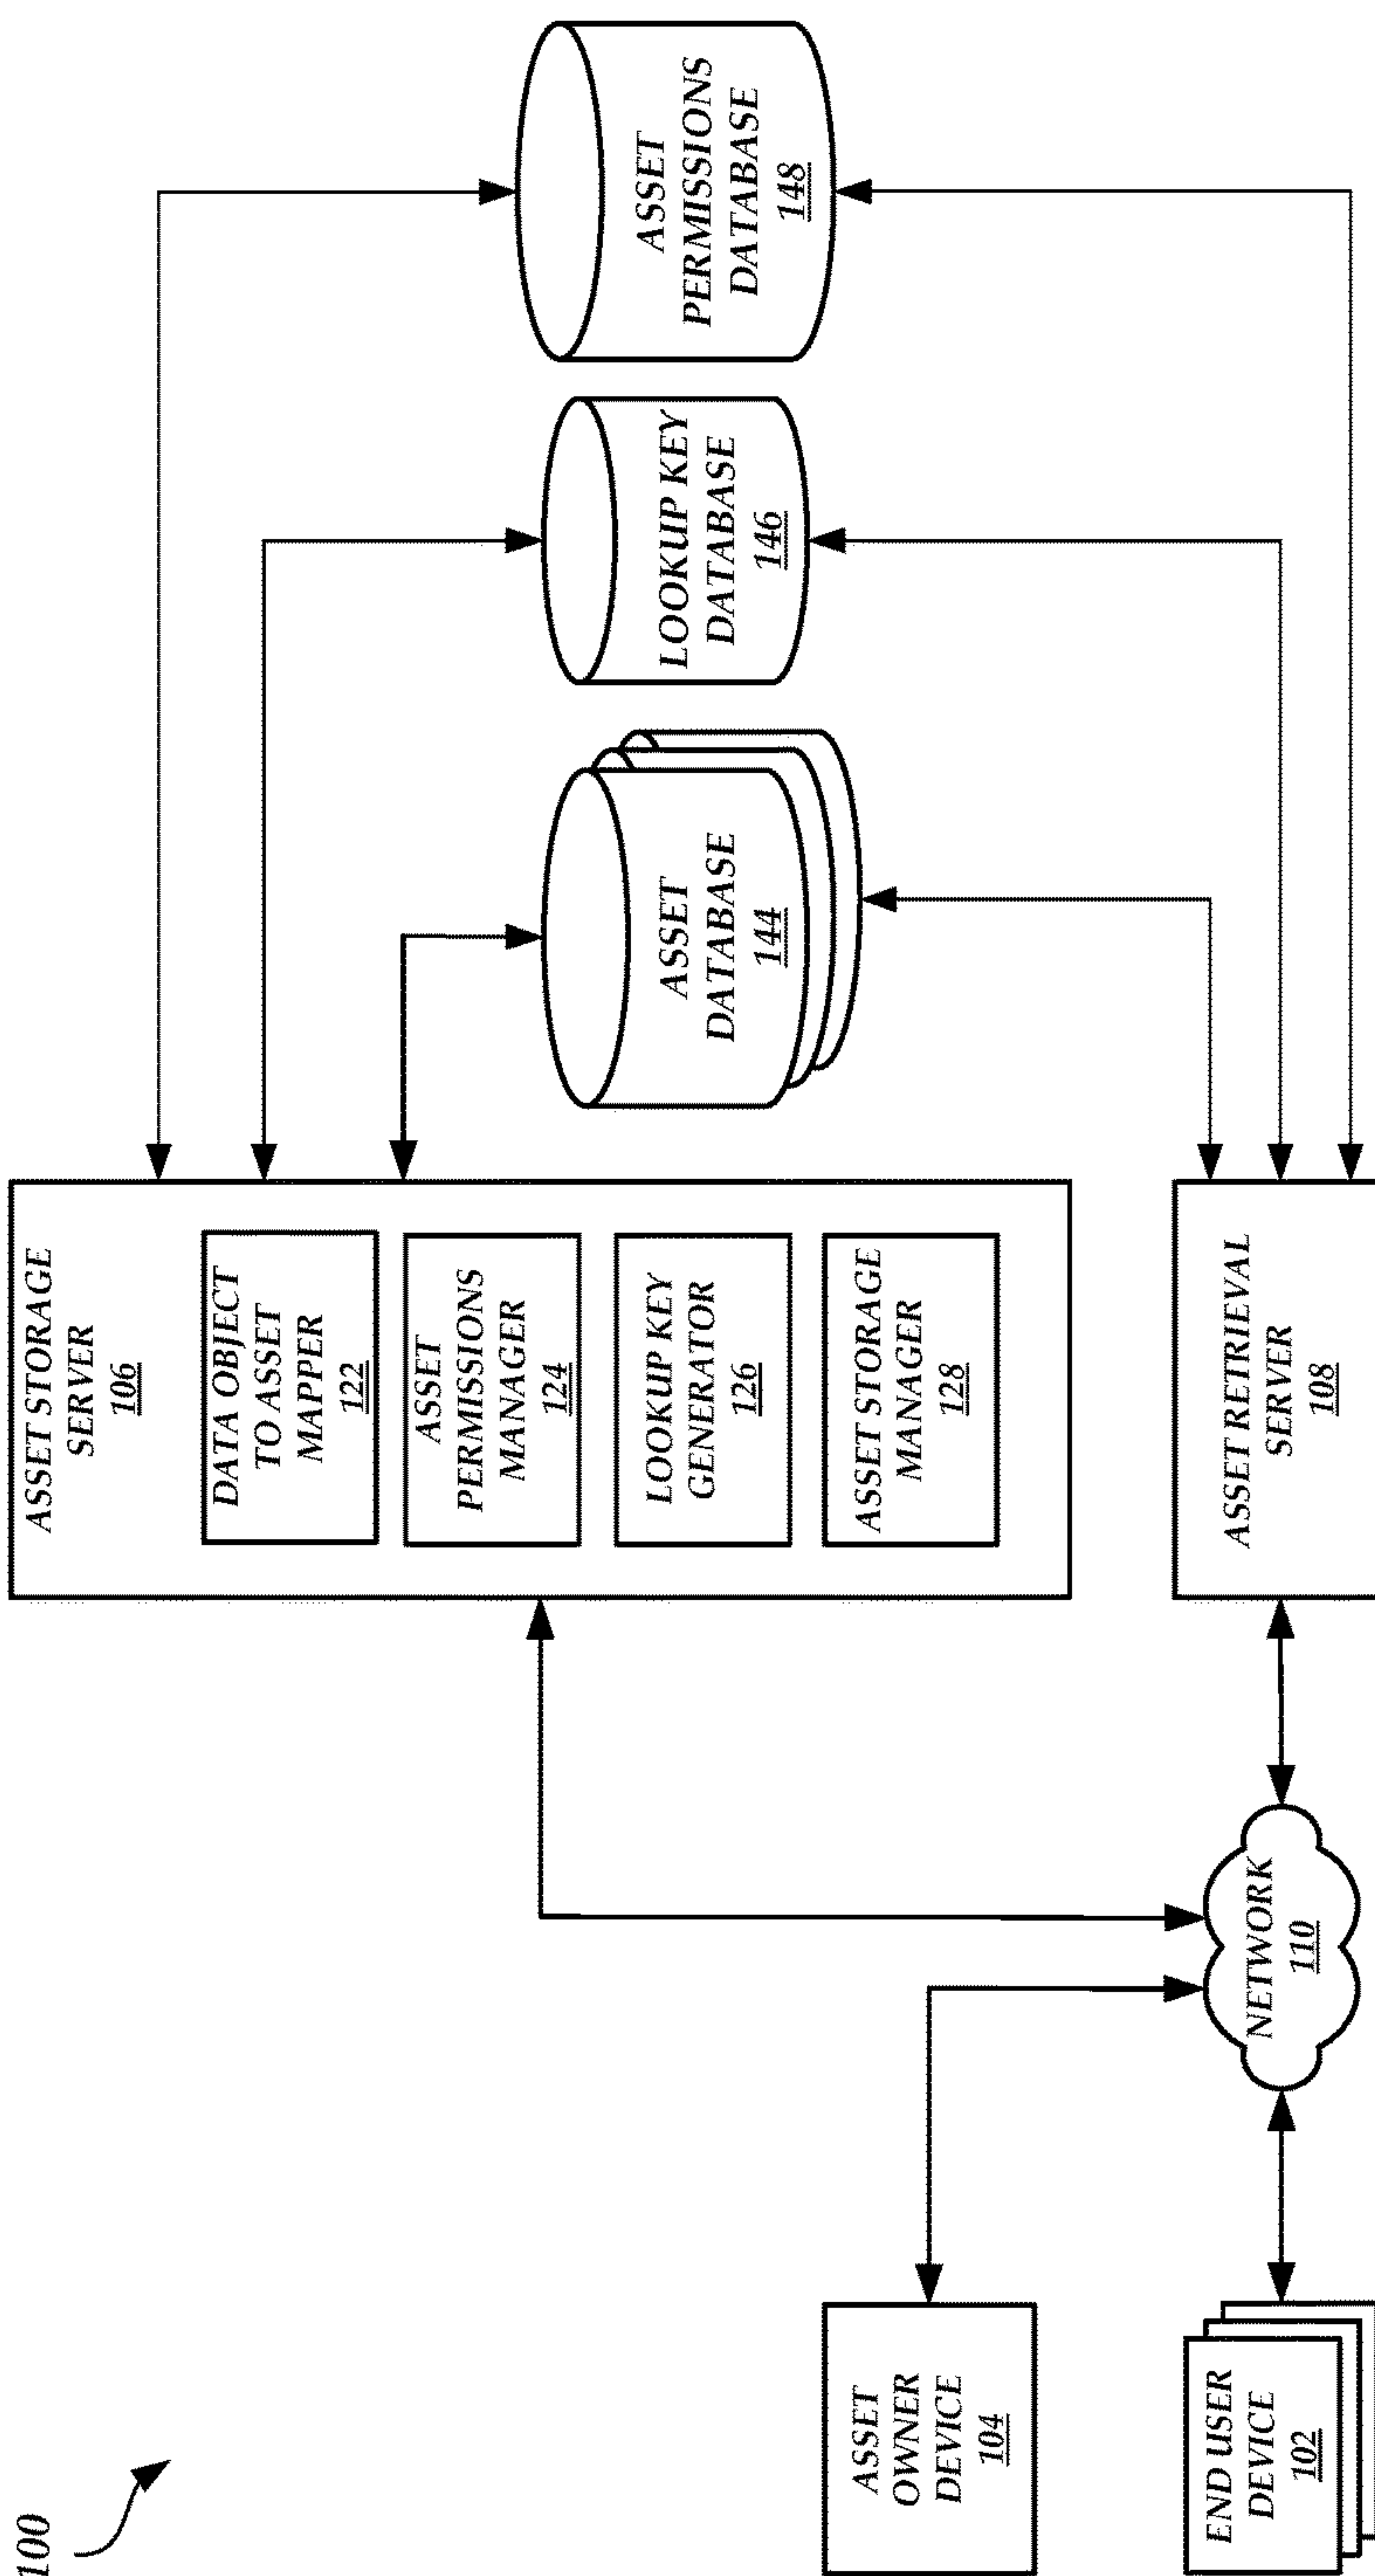 100
ASSET
OWNER
DEVICE
104
END USER
DEVICE
102
NETWORK
110
ASSET STORAGE
SERVER
106
DATA OBJECT
TO ASSET
MAPPER
122
ASSET
PERMISSIONS
MANAGER
124
LOOKUP KEY
GENERATOR
126
ASSET STORAGE
MANAGER
128
ASSET RETRIEVAL
SERVER
108
ASSET
DATABASE
144
LOOKUP KEY
DATABASE
146
ASSET
PERMISSIONS
DATABASE
148